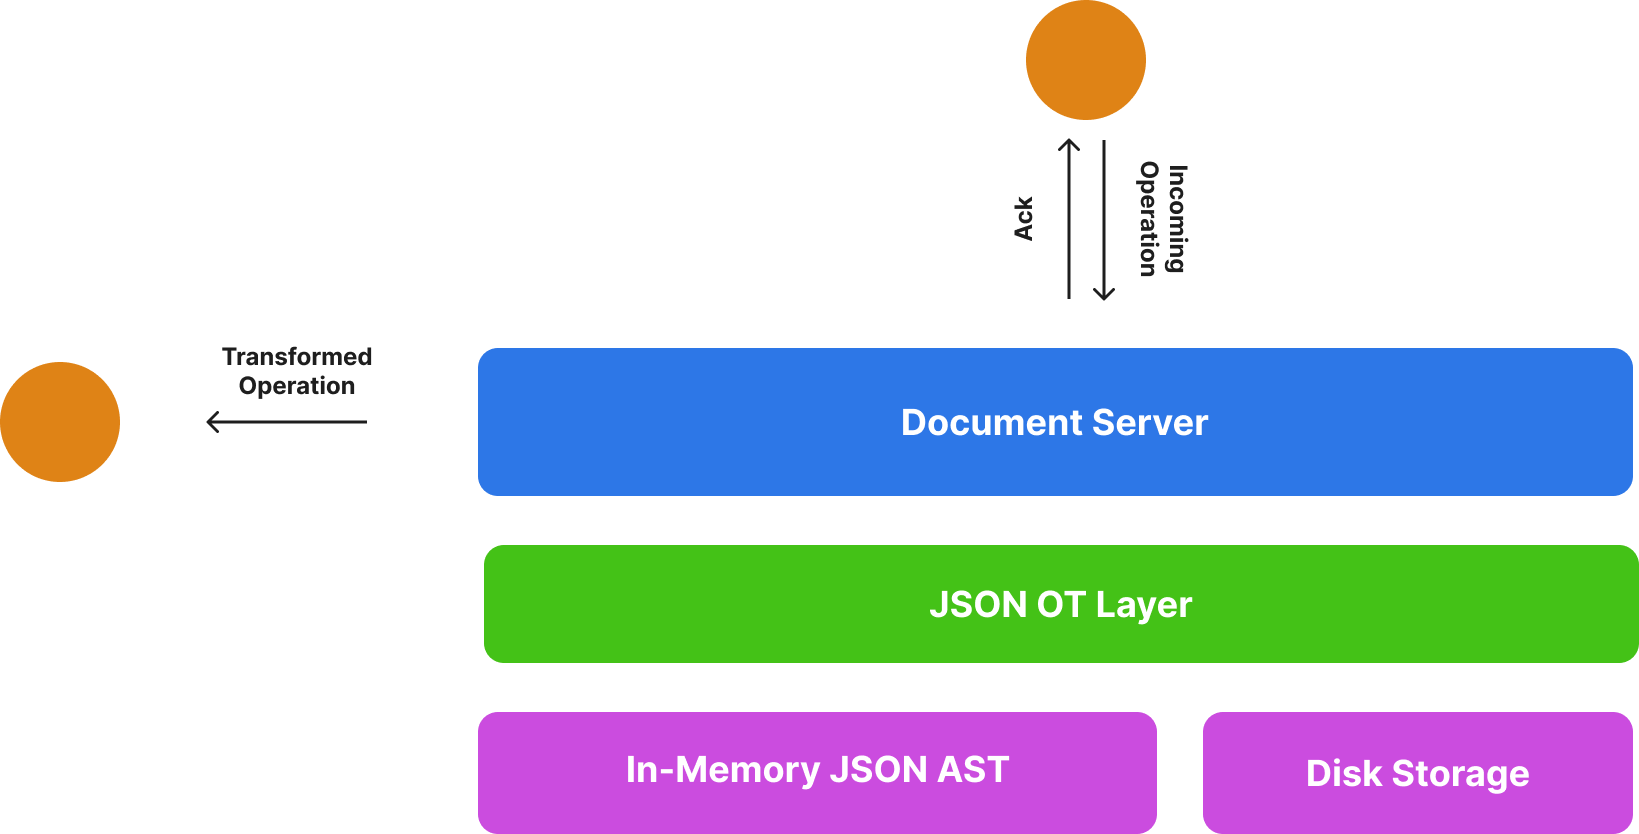 Ack
Incoming
Operation
Transformed
Operation
Document Server
JSON OT Layer
In-Memory JSON AST
Disk Storage